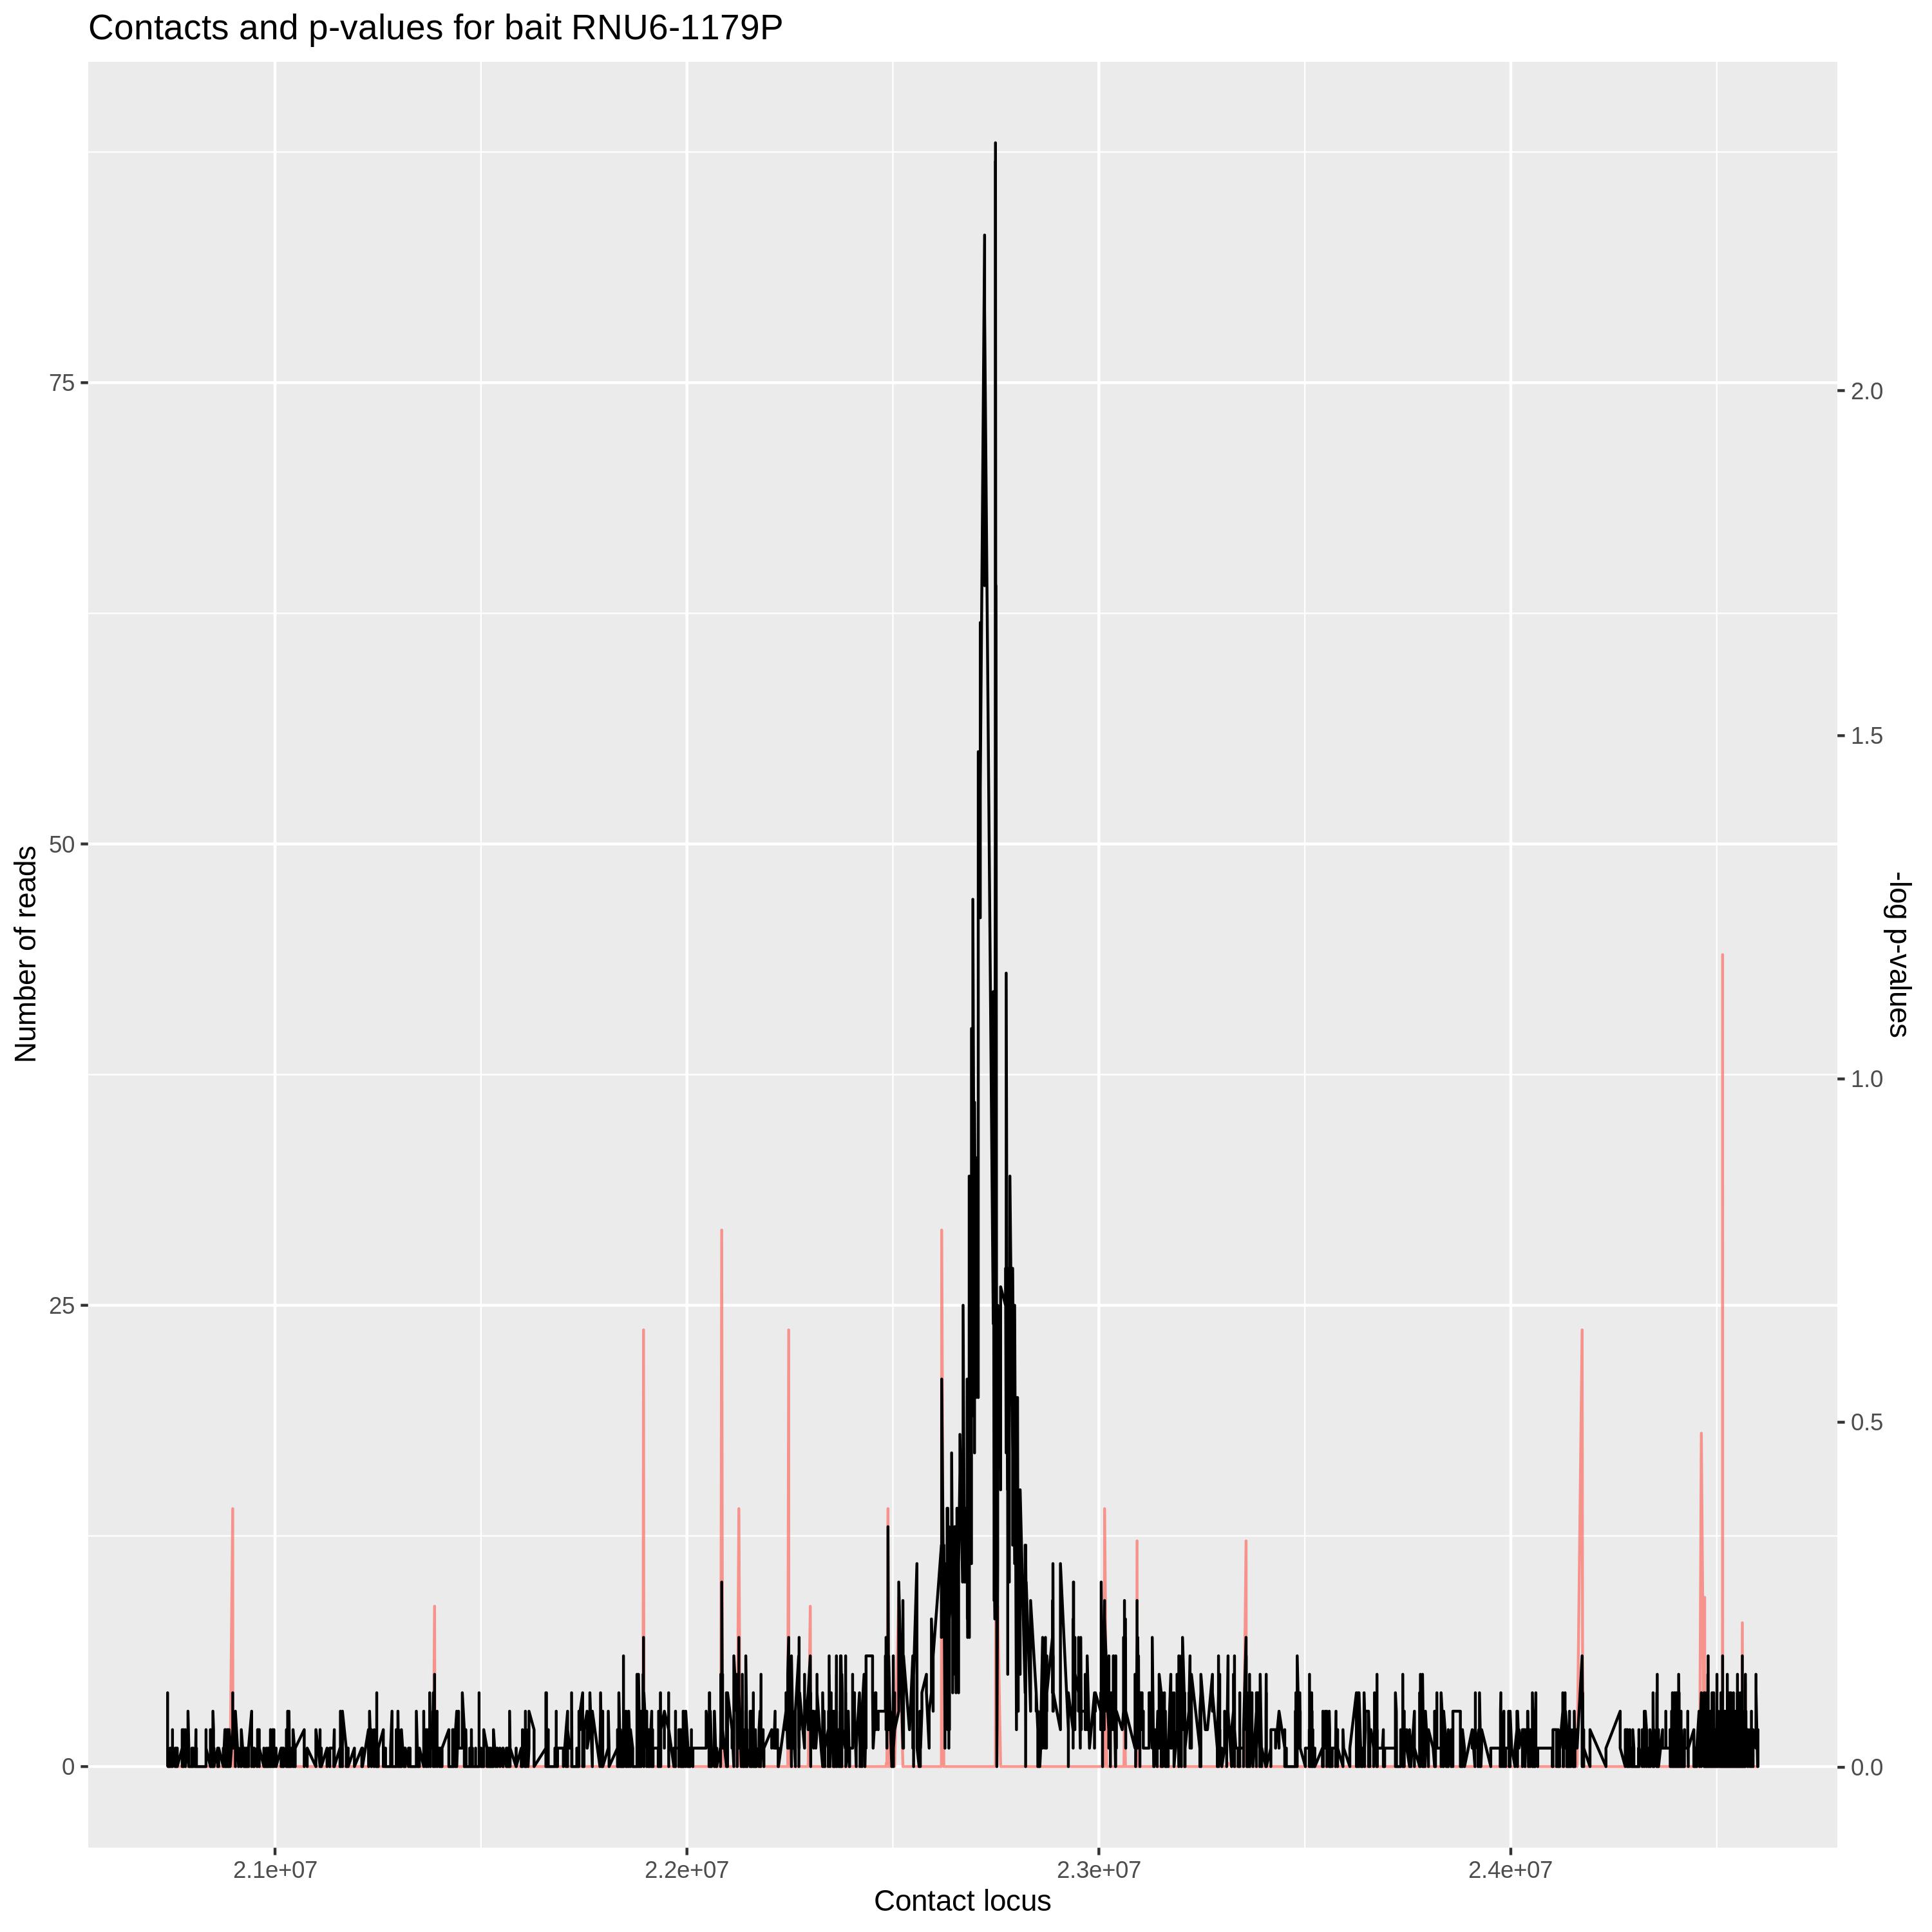 Contacts and p-values for bait RNU6-1179P
Number of reads
75
50
25
0
2.0
1.5
1.0
0.5
0.0
-log p-values
2.1e+07
2.2e+07
2.3e+07
2.4e+07
Contact locus